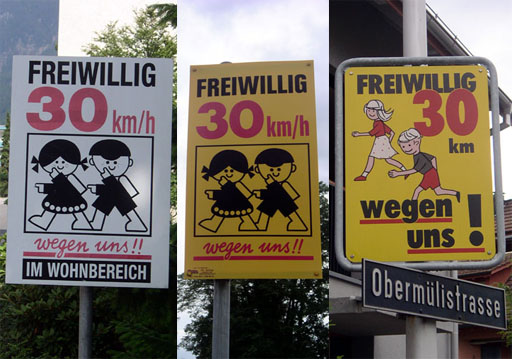 FREIWILLIG
30 km/h
wegen uns!!
IM WOHNBEREICH
FREIWILLIG
30 km/h
wegen uns!!
FREIWILLIG
30
km
wegen
uns!
Obermülistrasse